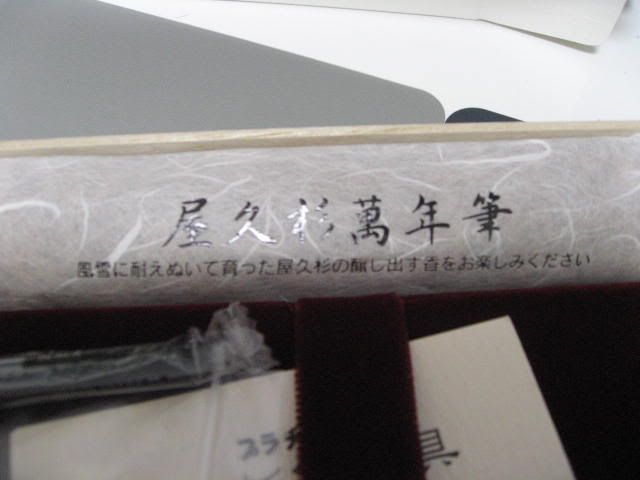 屋久杉萬年筆
風雪に耐えぬいて育った屋久杉の醸し出す香をお楽しみください
具